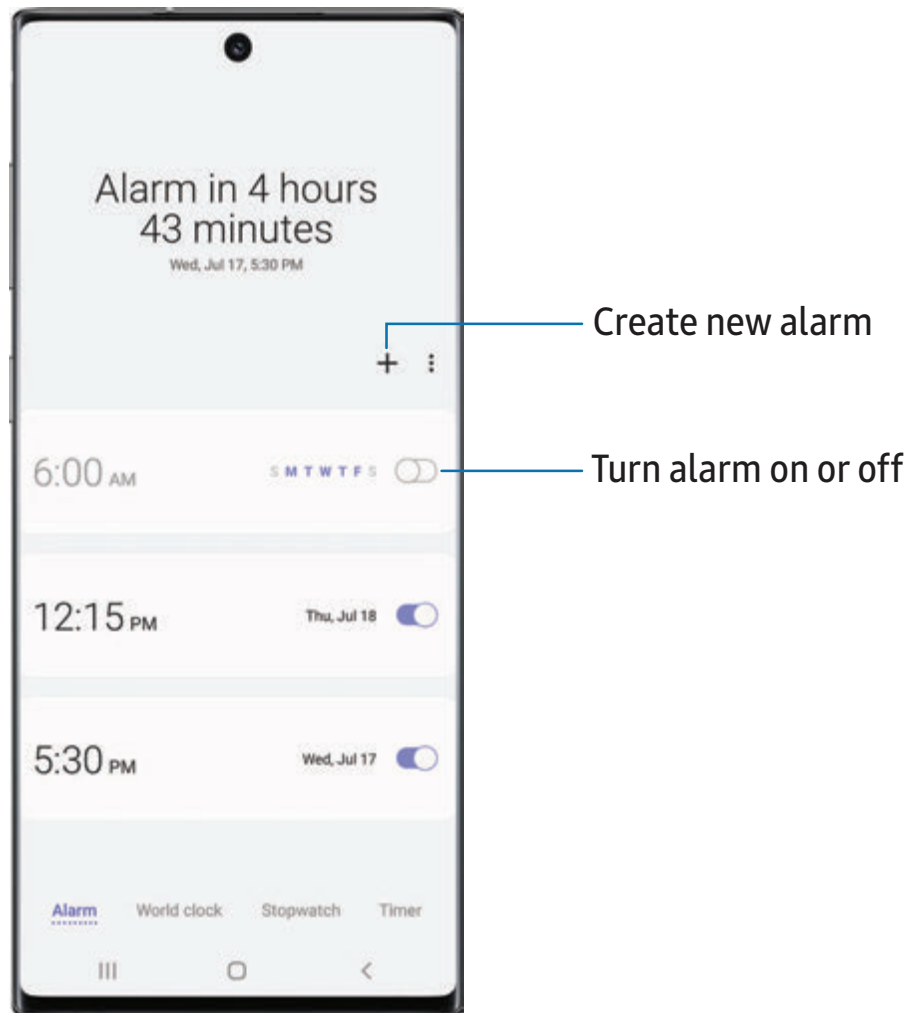 Alarm in 4 hours
43 minutes
Wed, Jul 17, 5:30 PM
Create new alarm
6:00 AM S M T W T F S
Turn alarm on or off
12:15 PM Thu, Jul 18
5:30 PM Wed, Jul 17
Alarm World clock Stopwatch Timer